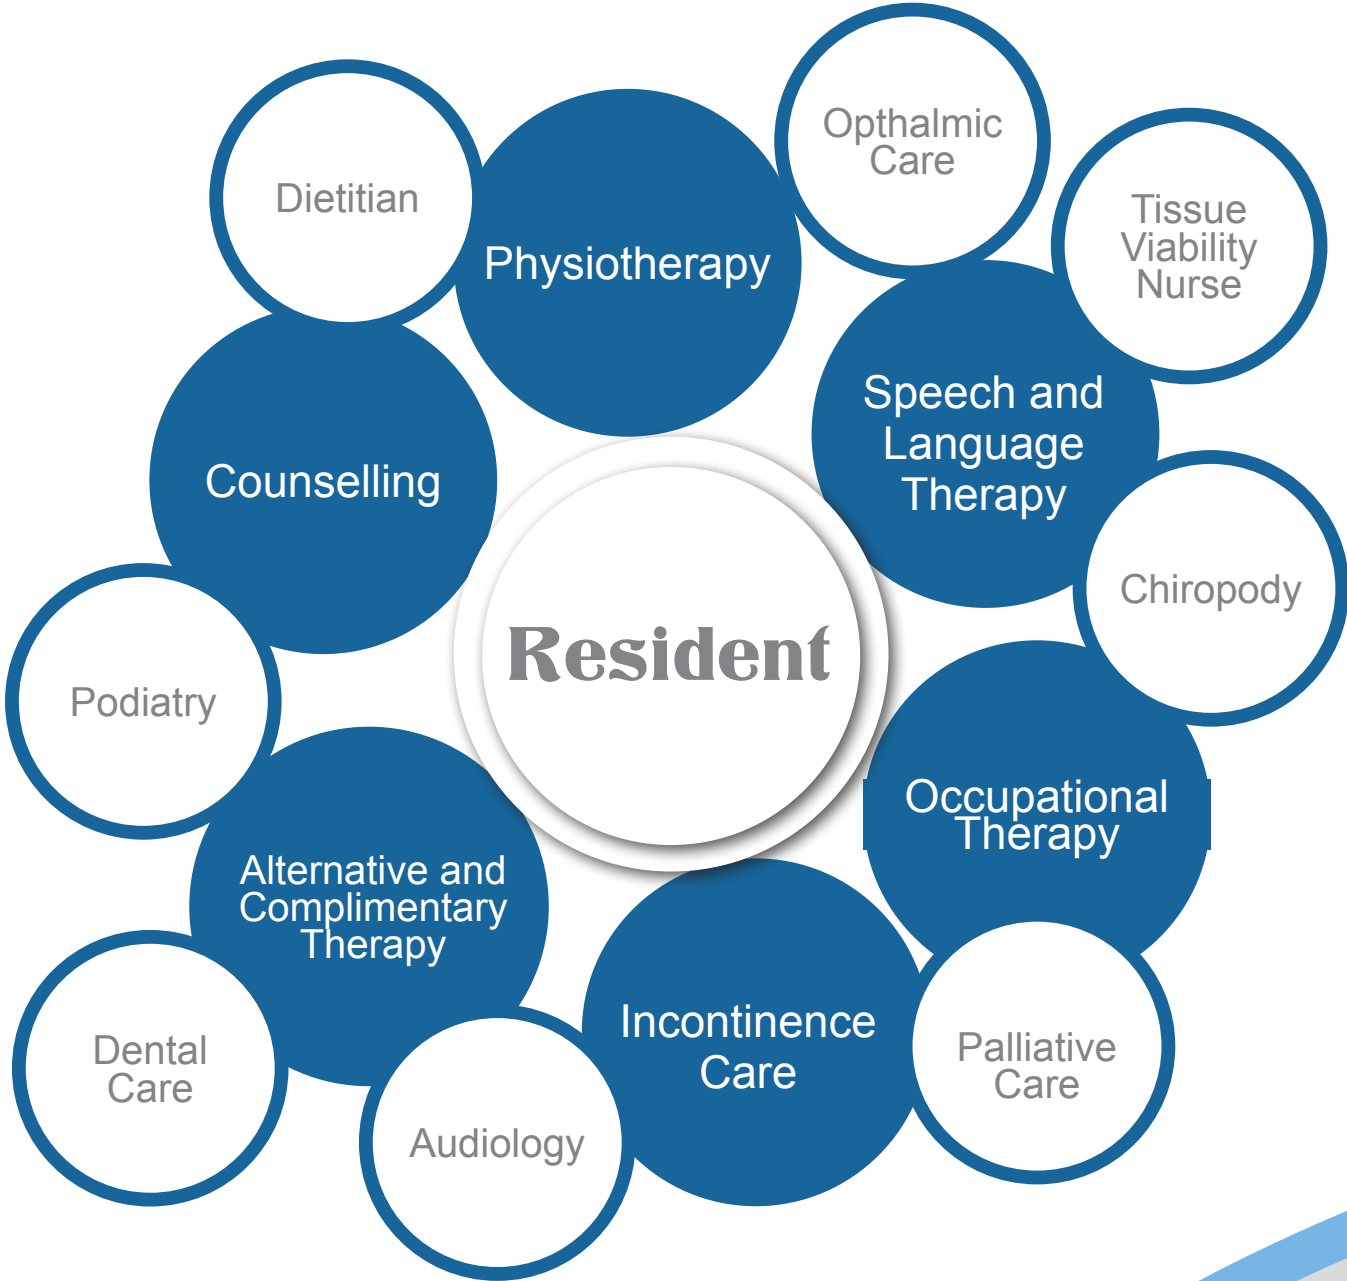 Opthalmic
Care
Dietitian
Tissue
Viability
Nurse
Physiotherapy
Speech and
Language
Therapy
Counselling
Chiropody
Resident
Podiatry
Occupational
Therapy
Alternative and
Complimentary
Therapy
Incontinence
Care
Dental
Care
Palliative
Care
Audiology